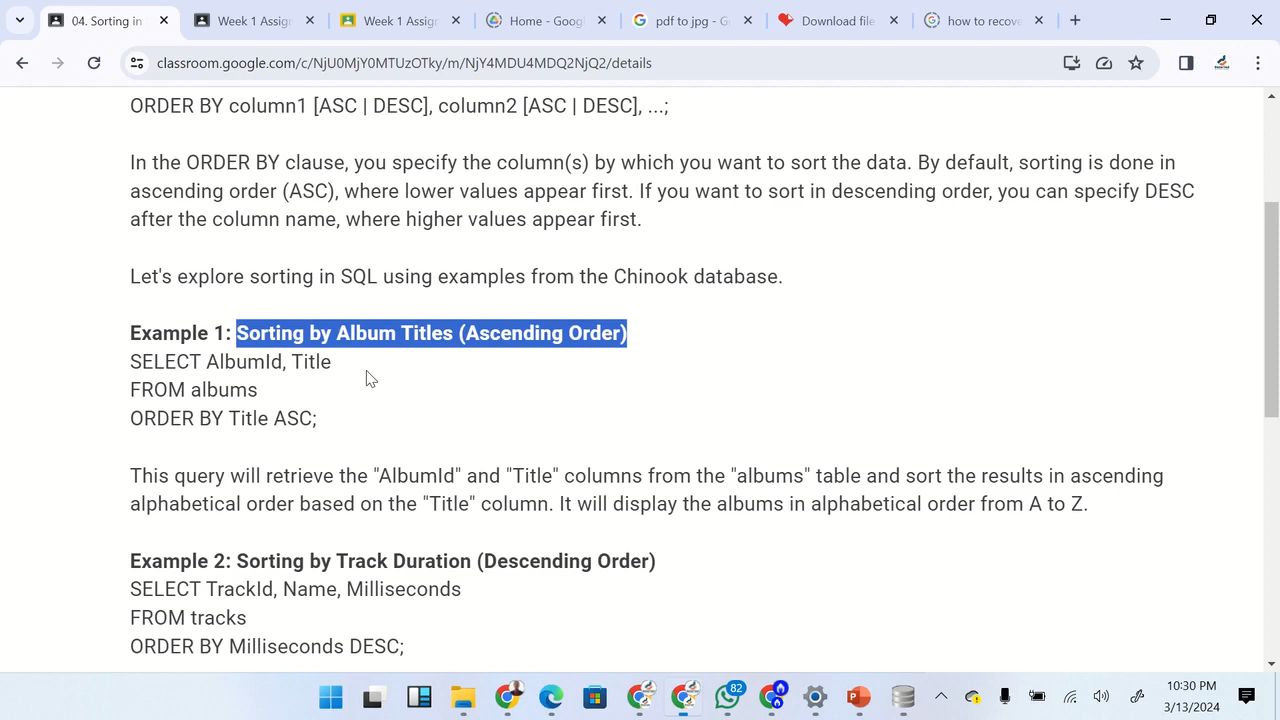 04. Sorting in
Week 1 Assign
Week 1 Assig
Home - Goog
pdf to jpg - G
Download file
how to recove
classroom.google.com/c/NjU0MjY0MTUzOTky/m/NjY4MDU4MDQ2NjQ2/details
ORDER BY column1 [ASC | DESC], column2 [ASC | DESC], ...;
In the ORDER BY clause, you specify the column(s) by which you want to sort the data. By default, sorting is done in
ascending order (ASC), where lower values appear first. If you want to sort in descending order, you can specify DESC
after the column name, where higher values appear first.
Let's explore sorting in SQL using examples from the Chinook database.
Example 1: Sorting by Album Titles (Ascending Order)
SELECT AlbumId, Title
FROM albums
ORDER BY Title ASC;
This query will retrieve the "AlbumId" and "Title" columns from the "albums" table and sort the results in ascending
alphabetical order based on the "Title" column. It will display the albums in alphabetical order from A to Z.
Example 2: Sorting by Track Duration (Descending Order)
SELECT TrackId, Name, Milliseconds
FROM tracks
ORDER BY Milliseconds DESC;
82
10:30 PM
3/13/2024